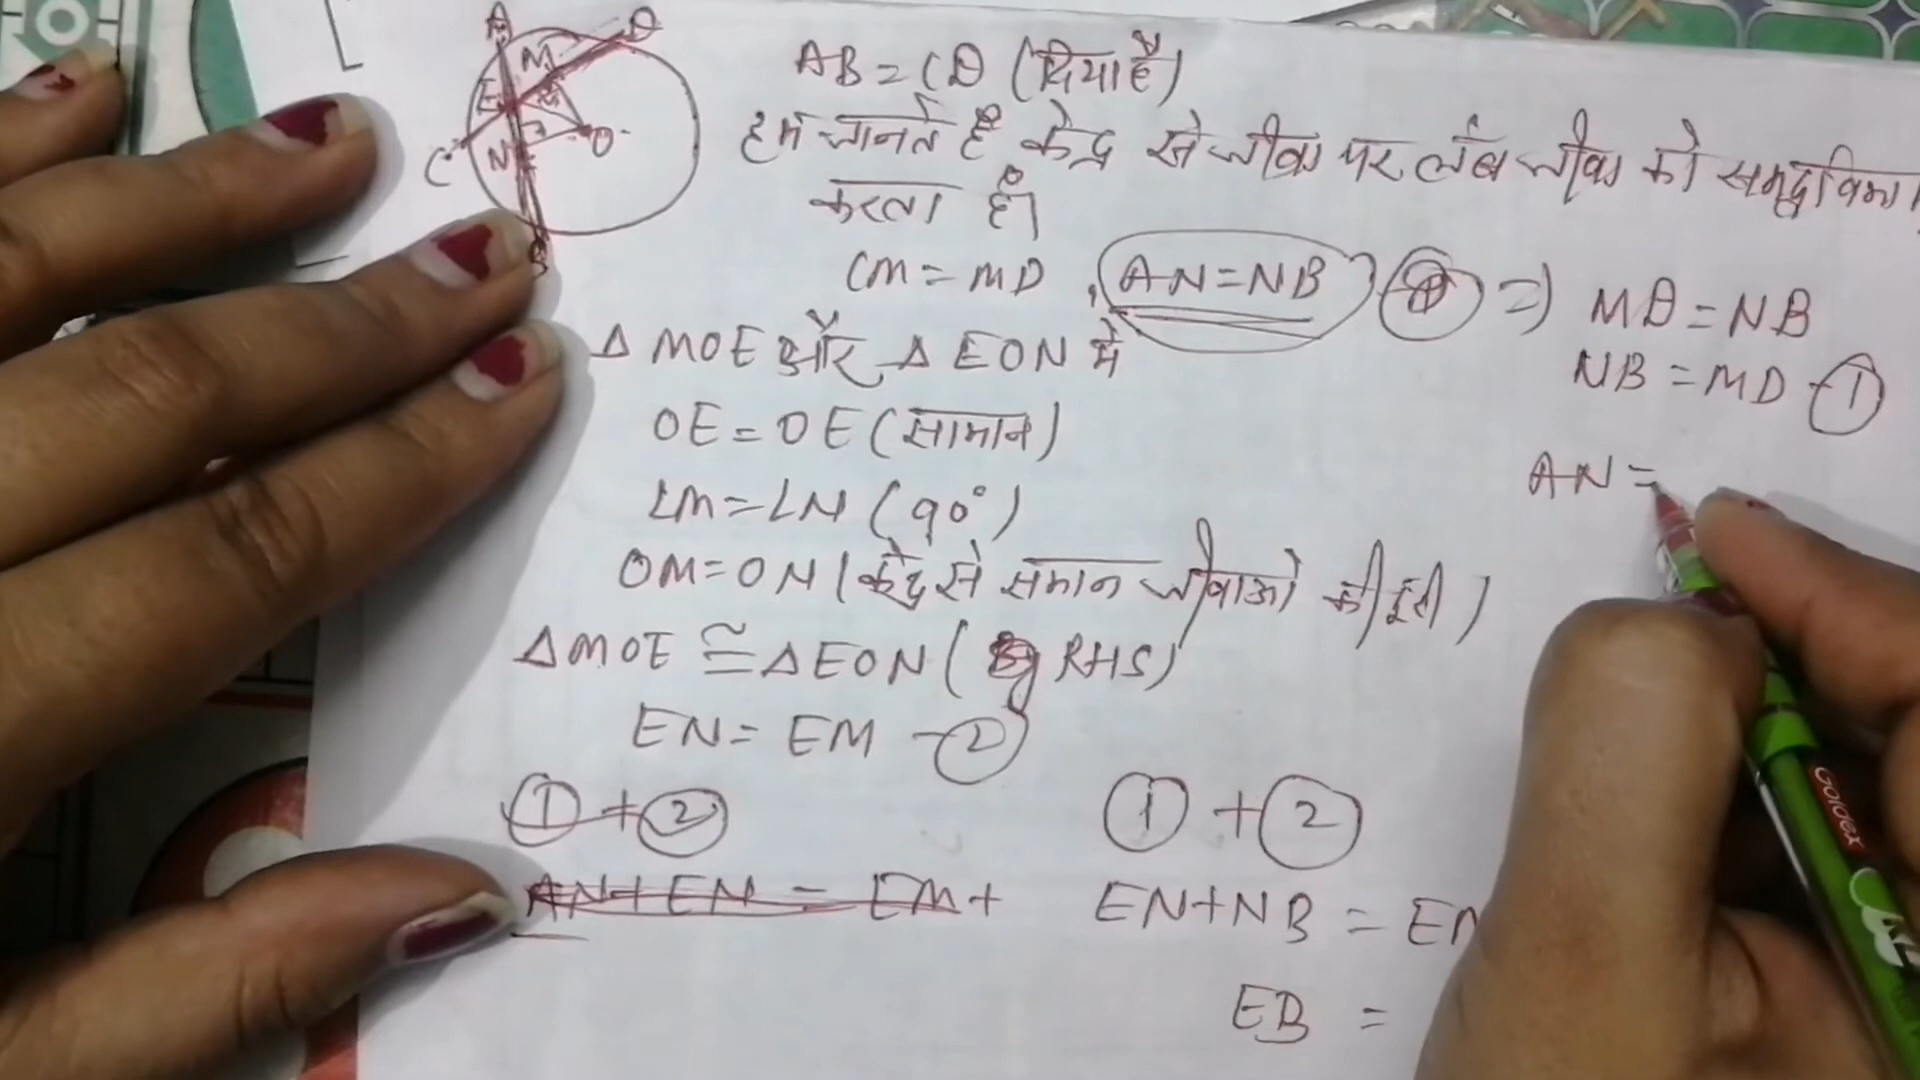 A D
M
E
O
C N
B
AB = CD (दिया है)
हम जानते हैं केंद्र से जीवा पर लंब जीवा को समद्विभा
करता है।
CM = MD , AN = NB ⇒ MD = NB
NB = MD - 1
Δ MOE और Δ EON में
OE = OE (सामान)
AN =
∠M = ∠N (90°)
OM = ON (केंद्र से समान जीवाओं की दूरी)
ΔMOE ≅ ΔEON (By RHS)
EN = EM - 2
1 + 2
1 + 2
AN + EN = EM +
EN + NB =
EB =
Goldex